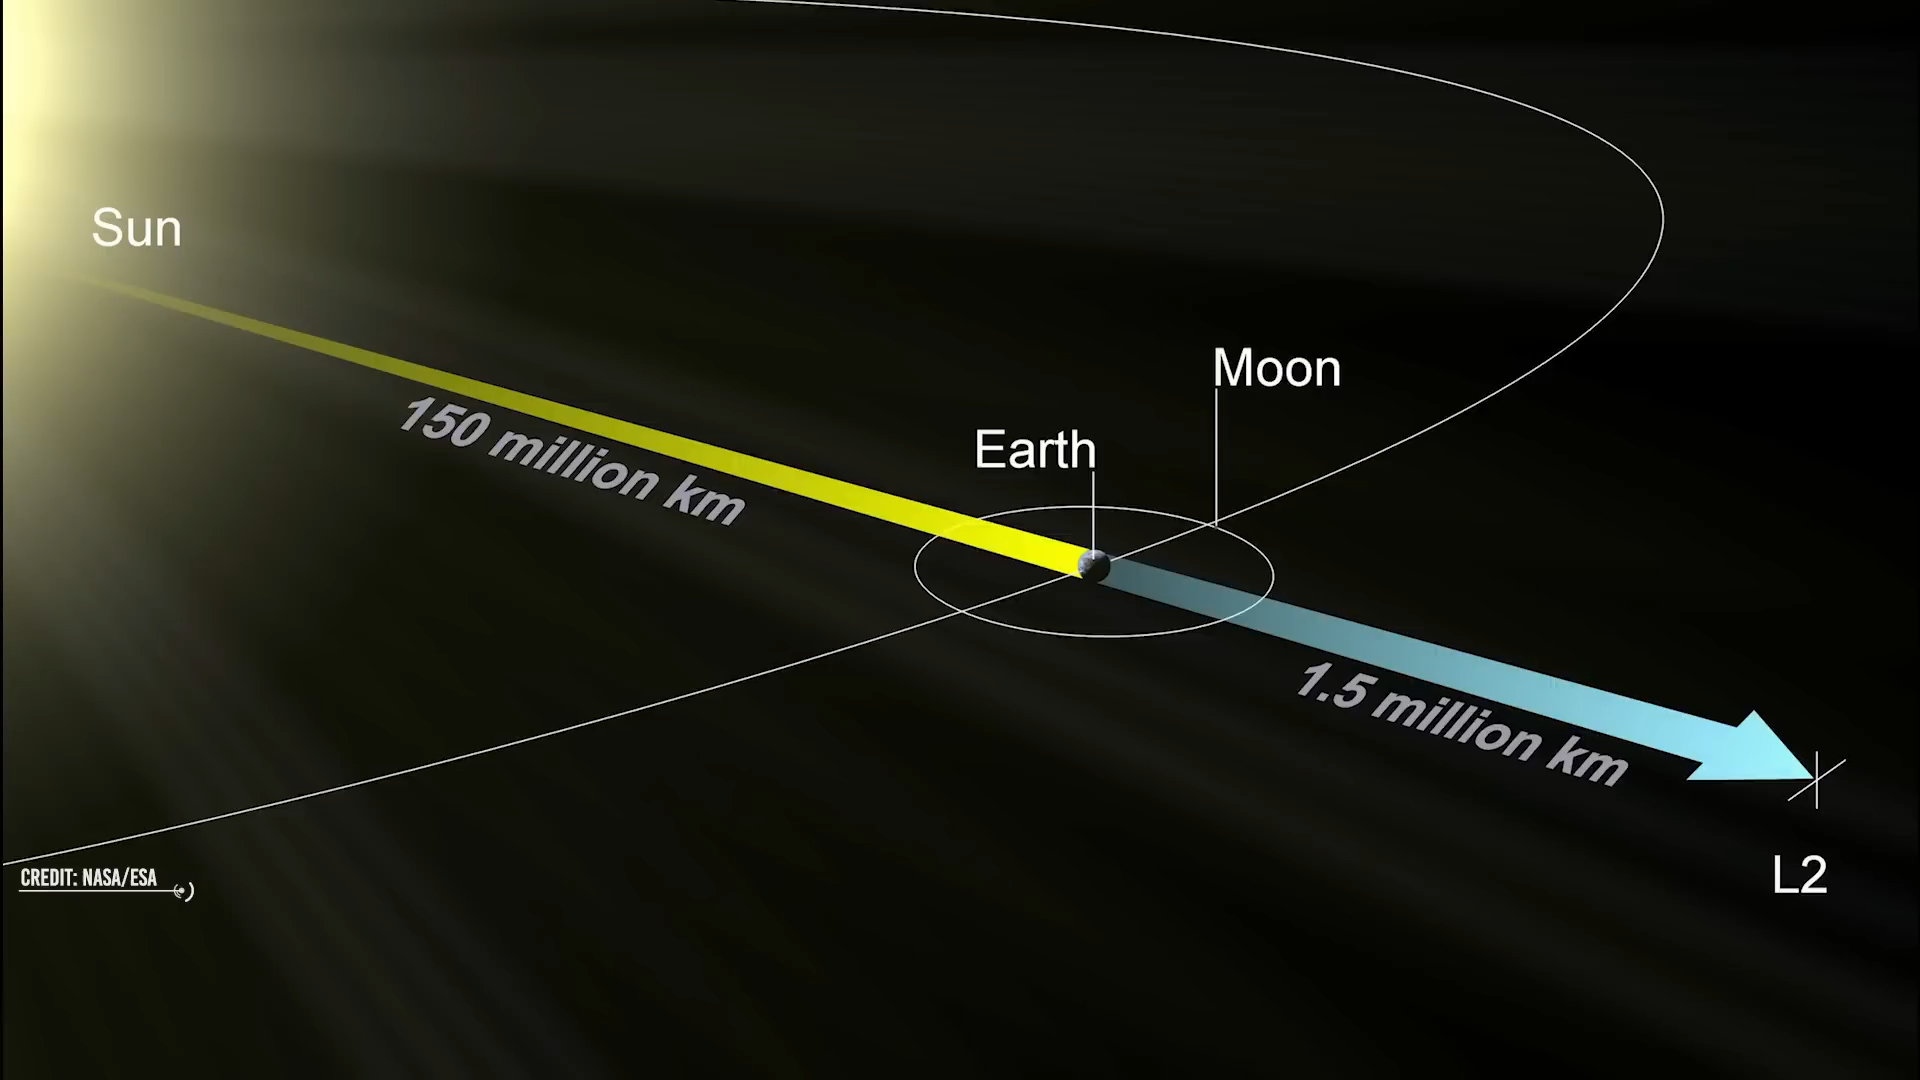 Sun
Moon
Earth
150 million km
1.5 million km
L2
CREDIT: NASA/ESA